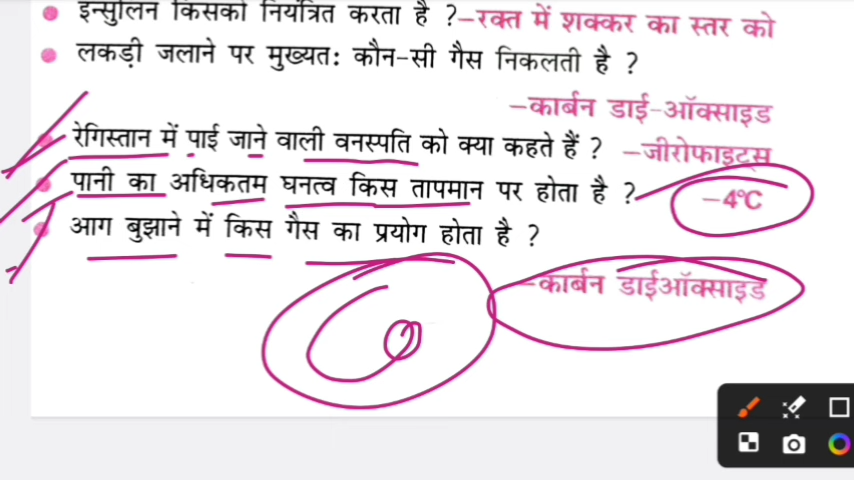 इन्सुलिन किसको नियंत्रित करता है ?–रक्त में शक्कर का स्तर को
लकड़ी जलाने पर मुख्यत: कौन-सी गैस निकलती है ?
–कार्बन डाई-ऑक्साइड
रेगिस्तान में पाई जाने वाली वनस्पति को क्या कहते हैं ? –जीरोफाइट्स
पानी का अधिकतम घनत्व किस तापमान पर होता है ? –4°C
आग बुझाने में किस गैस का प्रयोग होता है ?
–कार्बन डाईऑक्साइड